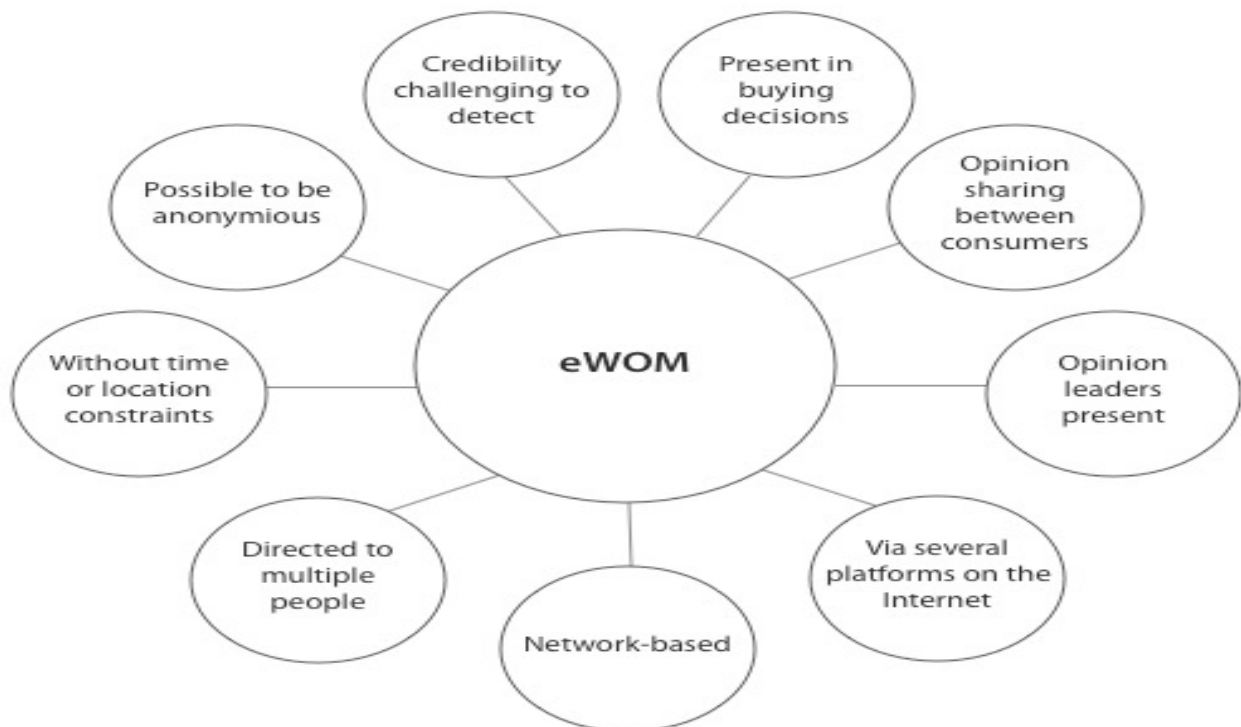 Credibility
challenging to
detect
Present in
buying
decisions
Opinion
sharing
between
consumers
Opinion
leaders
present
Via several
platforms on the
Internet
Network-based
Directed to
multiple
people
Without time
or location
constraints
Possible to be
anonymious
eWOM